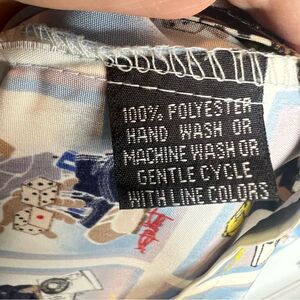 100% POLYESTER
HAND WASH OR
MACHINE WASH OR
GENTLE CYCLE
WITH LINE COLORS